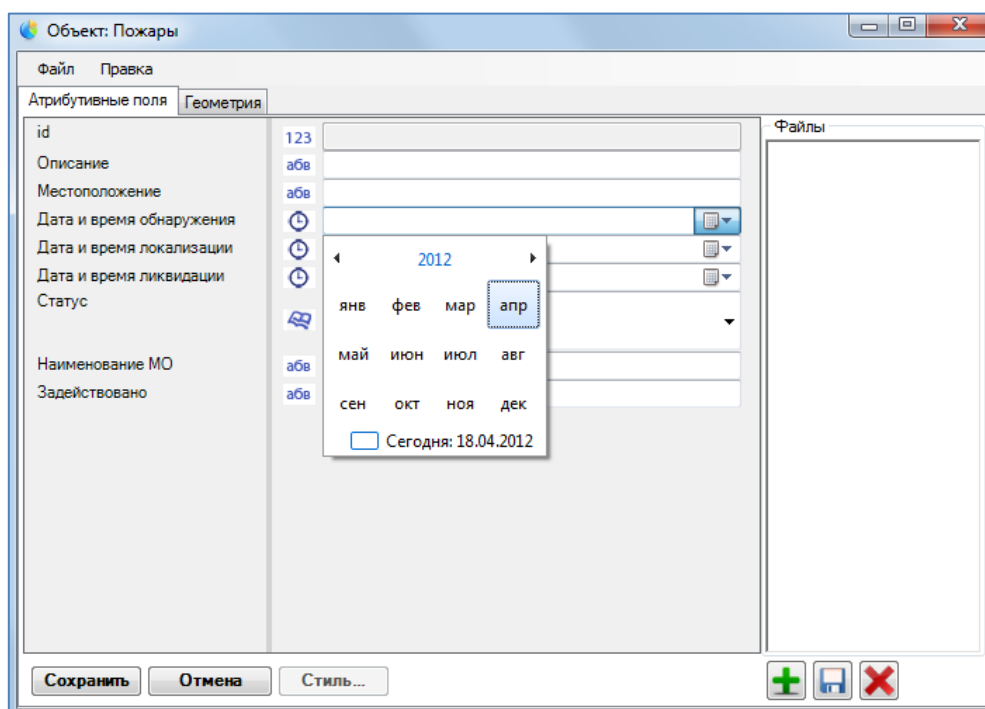 Объект: Пожары
Файл Правка
Атрибутивные поля Геометрия
id 123
Файлы
Описание абв
Местоположение абв
Дата и время обнаружения
Дата и время локализации
Дата и время ликвидации
Статус
Наименование МО абв
Задействовано абв
2012
янв фев мар апр
май июн июл авг
сен окт ноя дек
Сегодня: 18.04.2012
Сохранить Отмена Стиль...